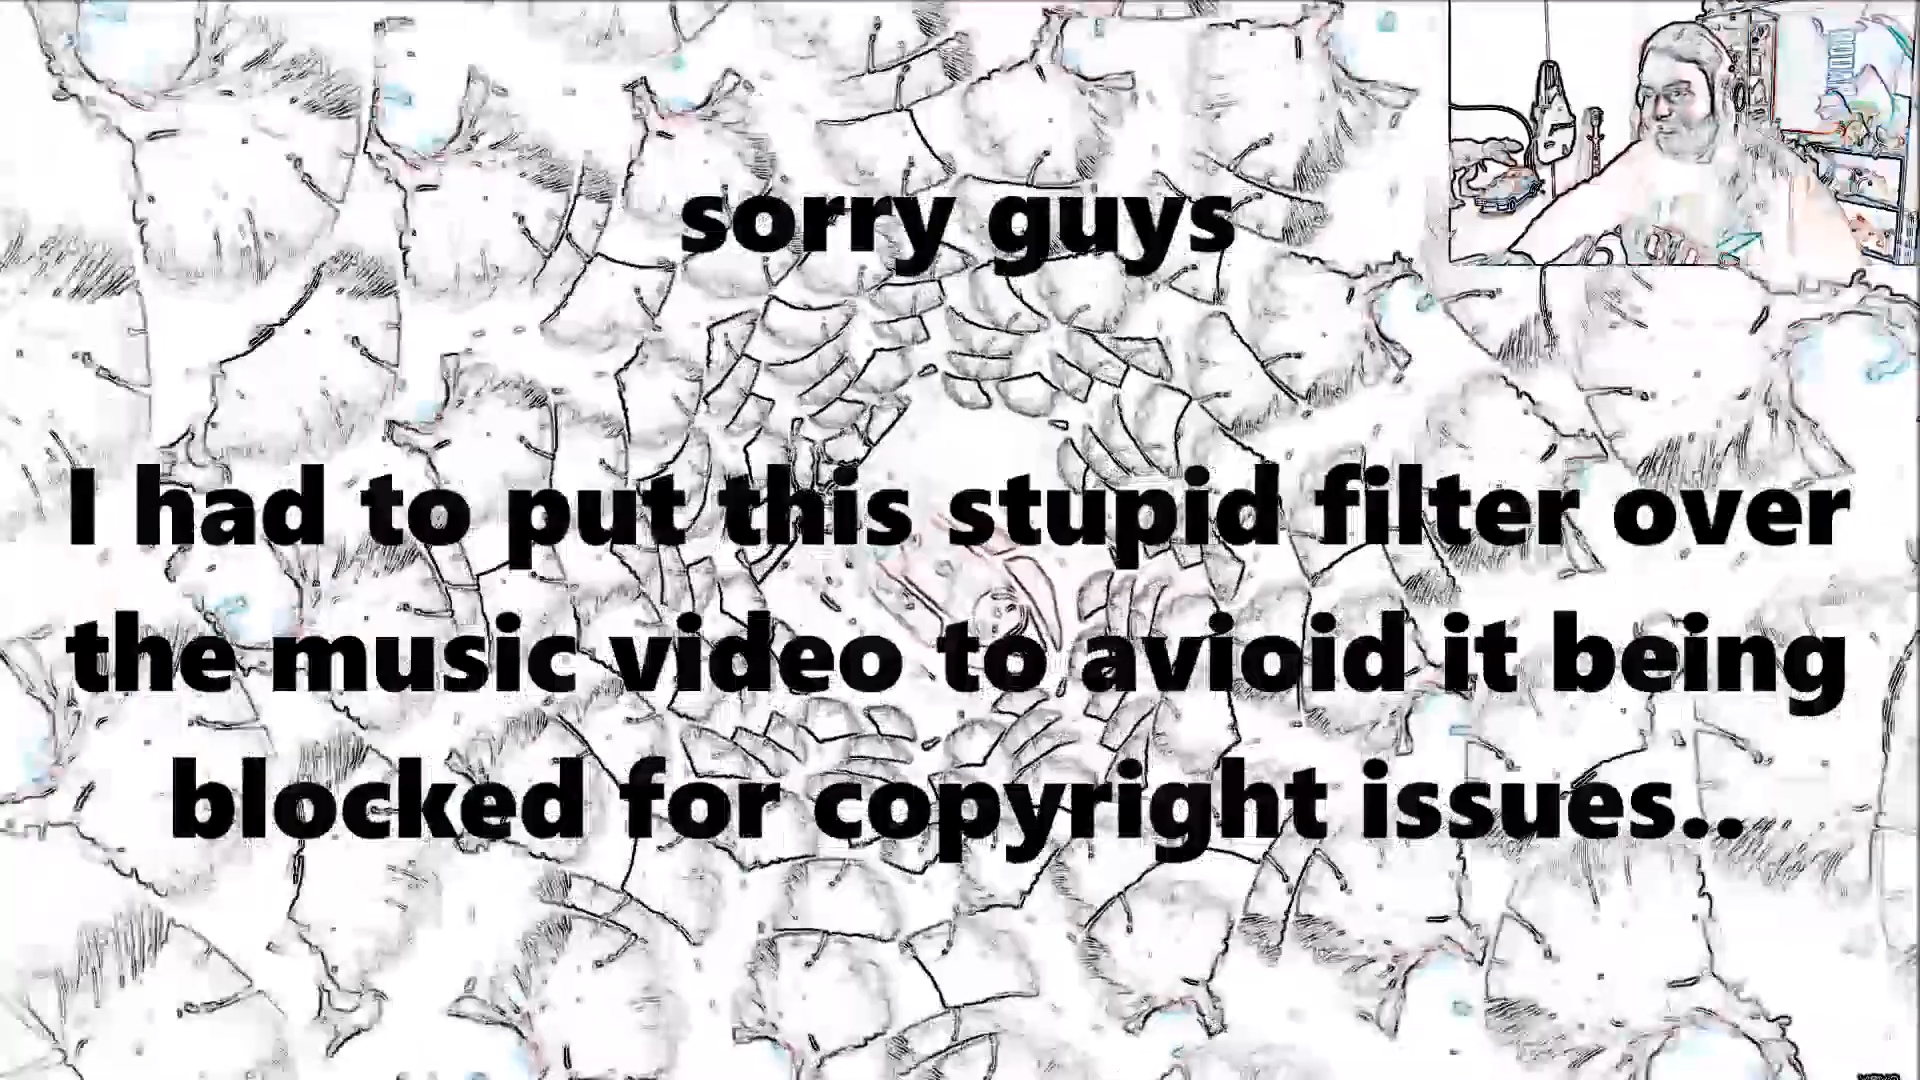 sorry guys
I had to put this stupid filter over
the music video to avioid it being
blocked for copyright issues..